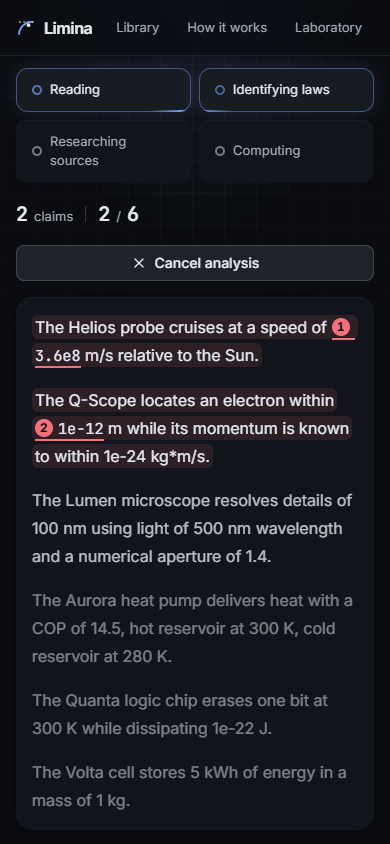 Limina Library How it works Laboratory
Reading Identifying laws
Researching sources Computing
2 claims 2 / 6
Cancel analysis
The Helios probe cruises at a speed of 1
3.6e8 m/s relative to the Sun.
The Q-Scope locates an electron within
2 1e-12 m while its momentum is known
to within 1e-24 kg*m/s.
The Lumen microscope resolves details of
100 nm using light of 500 nm wavelength
and a numerical aperture of 1.4.
The Aurora heat pump delivers heat with a
COP of 14.5, hot reservoir at 300 K, cold
reservoir at 280 K.
The Quanta logic chip erases one bit at
300 K while dissipating 1e-22 J.
The Volta cell stores 5 kWh of energy in a
mass of 1 kg.